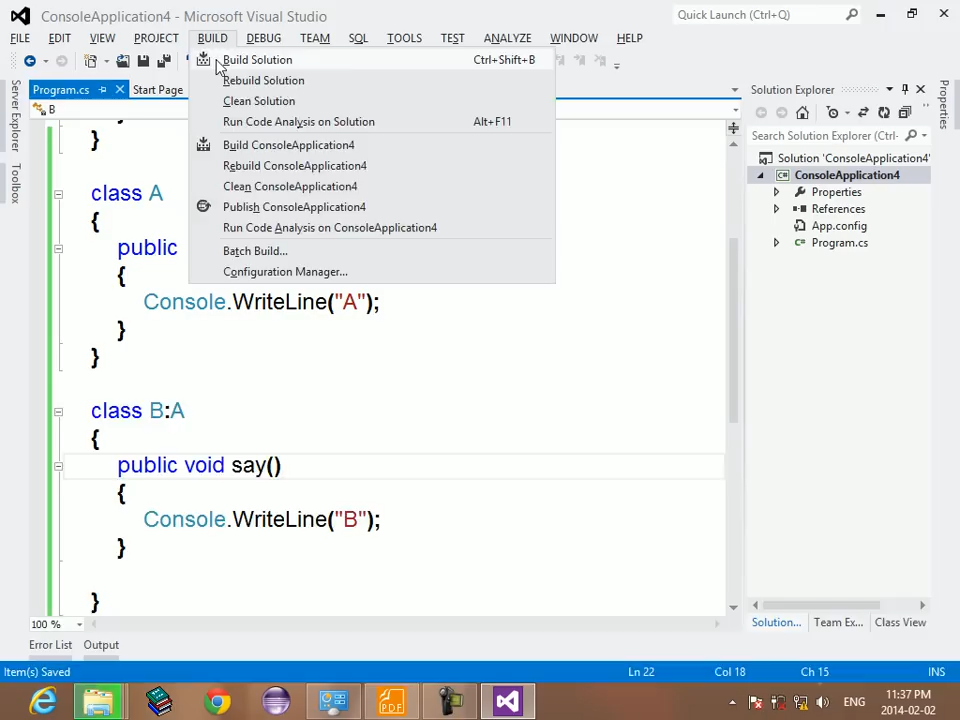 ConsoleApplication4 - Microsoft Visual Studio
Quick Launch (Ctrl+Q)
FILE EDIT VIEW PROJECT BUILD DEBUG TEAM SQL TOOLS TEST ANALYZE WINDOW HELP
Build Solution Ctrl+Shift+B
Rebuild Solution
Clean Solution
Run Code Analysis on Solution Alt+F11
Build ConsoleApplication4
Rebuild ConsoleApplication4
Clean ConsoleApplication4
Publish ConsoleApplication4
Run Code Analysis on ConsoleApplication4
Batch Build...
Configuration Manager...
Server Explorer
Toolbox
Program.cs Start Page
B
}
class A
{
public
{
Console.WriteLine("A");
}
}
class B:A
{
public void say()
{
Console.WriteLine("B");
}
}
100 %
Solution Explorer
Search Solution Explorer (Ctrl+
Solution 'ConsoleApplication4'
ConsoleApplication4
Properties
References
App.config
Program.cs
Solution... Team Ex... Class View
Properties
Error List Output
Item(s) Saved Ln 22 Col 18 Ch 15 INS
ENG
11:37 PM
2014-02-02
PDF